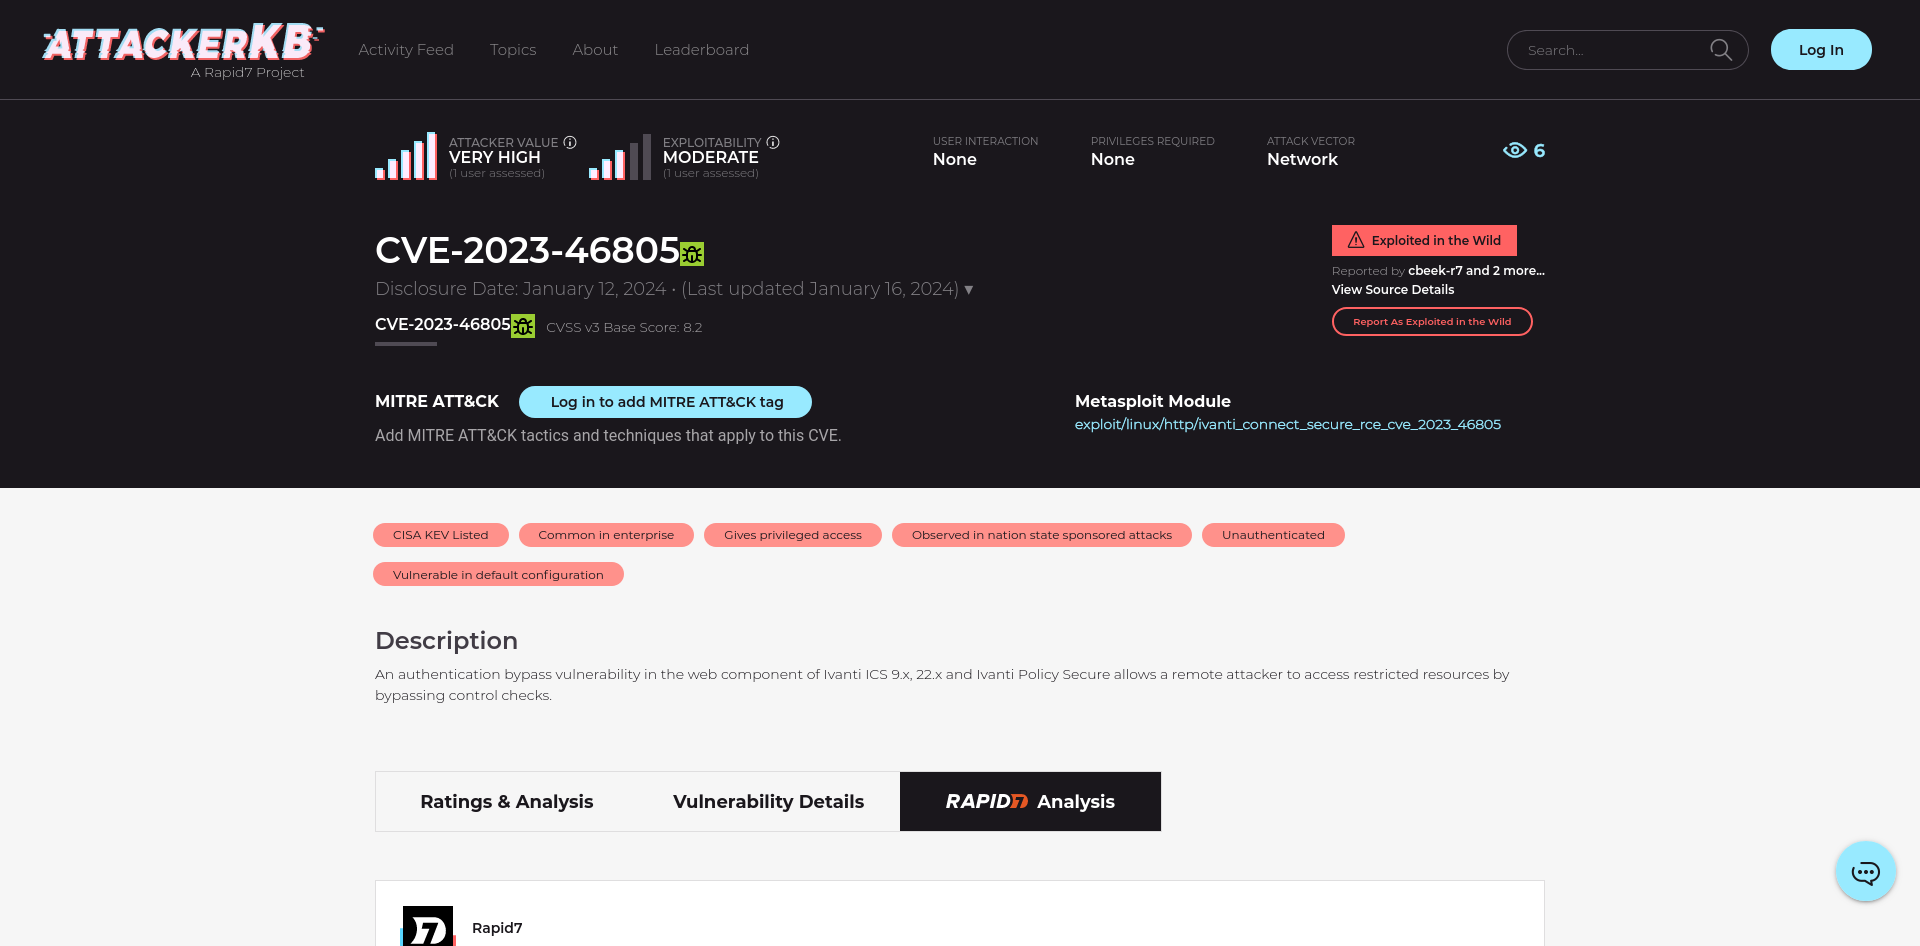 ATTACKERKB
A Rapid7 Project
Activity Feed Topics About Leaderboard
Search...
Log In
ATTACKER VALUE
VERY HIGH
(1 user assessed)
EXPLOITABILITY
MODERATE
(1 user assessed)
USER INTERACTION
None
PRIVILEGES REQUIRED
None
ATTACK VECTOR
Network
6
CVE-2023-46805
Disclosure Date: January 12, 2024 • (Last updated January 16, 2024) ▾
CVE-2023-46805 CVSS v3 Base Score: 8.2
Exploited in the Wild
Reported by cbeek-r7 and 2 more...
View Source Details
Report As Exploited in the Wild
MITRE ATT&CK Log in to add MITRE ATT&CK tag
Add MITRE ATT&CK tactics and techniques that apply to this CVE.
Metasploit Module
exploit/linux/http/ivanti_connect_secure_rce_cve_2023_46805
CISA KEV Listed Common in enterprise Gives privileged access Observed in nation state sponsored attacks Unauthenticated
Vulnerable in default configuration
Description
An authentication bypass vulnerability in the web component of Ivanti ICS 9.x, 22.x and Ivanti Policy Secure allows a remote attacker to access restricted resources by
bypassing control checks.
Ratings & Analysis Vulnerability Details RAPID7 Analysis
Rapid7